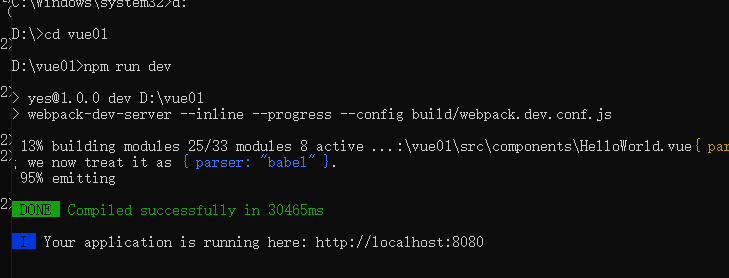 C:\Windows\system32>d:
D:\>cd vue01
D:\vue01>npm run dev
> yes@1.0.0 dev D:\vue01
> webpack-dev-server --inline --progress --config build/webpack.dev.conf.js
13% building modules 25/33 modules 8 active ...:\vue01\src\components\HelloWorld.vue{ par
we now treat it as { parser: "babel" }.
95% emitting
DONE Compiled successfully in 30465ms
I Your application is running here: http://localhost:8080